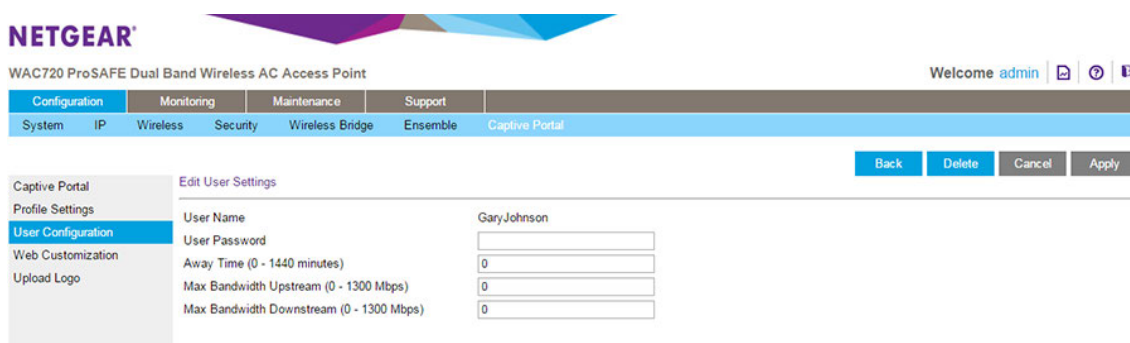 NETGEAR®
WAC720 ProSAFE Dual Band Wireless AC Access Point
Welcome admin
Configuration Monitoring Maintenance Support
System IP Wireless Security Wireless Bridge Ensemble Captive Portal
Back Delete Cancel Apply
Captive Portal
Profile Settings
User Configuration
Web Customization
Upload Logo
Edit User Settings
User Name GaryJohnson
User Password
Away Time (0 - 1440 minutes) 0
Max Bandwidth Upstream (0 - 1300 Mbps) 0
Max Bandwidth Downstream (0 - 1300 Mbps) 0